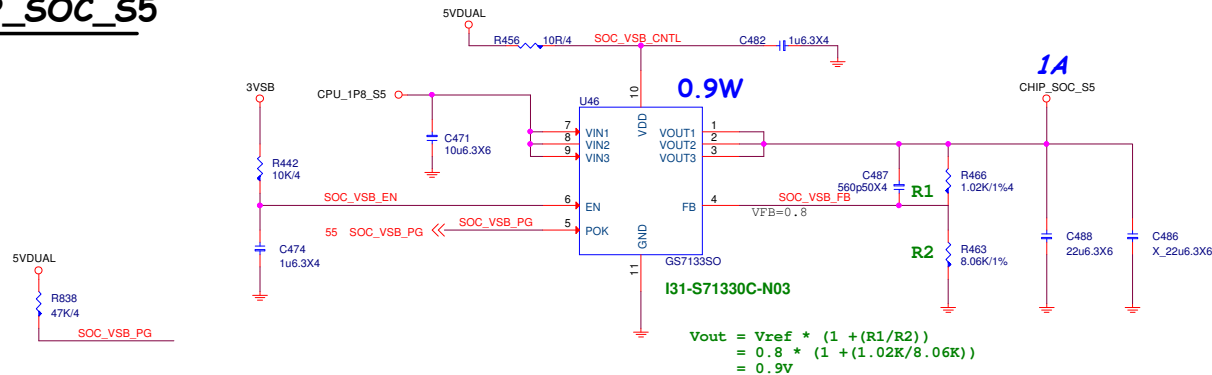 P_SOC_S5
5VDUAL
R456
10R/4
SOC_VSB_CNTL
C482
1u6.3X4
1A
CHIP_SOC_S5
3VSB
CPU_1P8_S5
0.9W
U46
10
VDD
C471
10u6.3X6
7
VIN1
8
VIN2
9
VIN3
VOUT1
1
VOUT2
2
VOUT3
3
R442
10K/4
C487
560p50X4
R1
R466
1.02K/1%4
SOC_VSB_EN
6
EN
FB
4
SOC_VSB_FB
VFB=0.8
55
SOC_VSB_PG
SOC_VSB_PG
5
POK
GND
11
GS7133SO
C474
1u6.3X4
R2
R463
8.06K/1%
C488
22u6.3X6
C486
X_22u6.3X6
5VDUAL
R838
47K/4
SOC_VSB_PG
I31-S71330C-N03
Vout = Vref * (1 +(R1/R2))
= 0.8 * (1 +(1.02K/8.06K))
= 0.9V